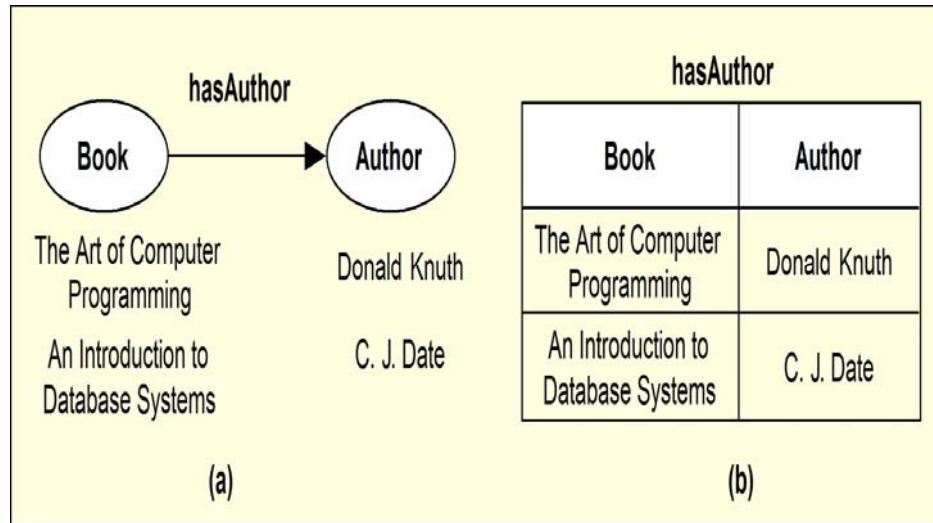 hasAuthor
Book
Author
The Art of Computer
Programming
Donald Knuth
An Introduction to
Database Systems
C. J. Date
(a)
hasAuthor
Book
Author
The Art of Computer
Programming
Donald Knuth
An Introduction to
Database Systems
C. J. Date
(b)